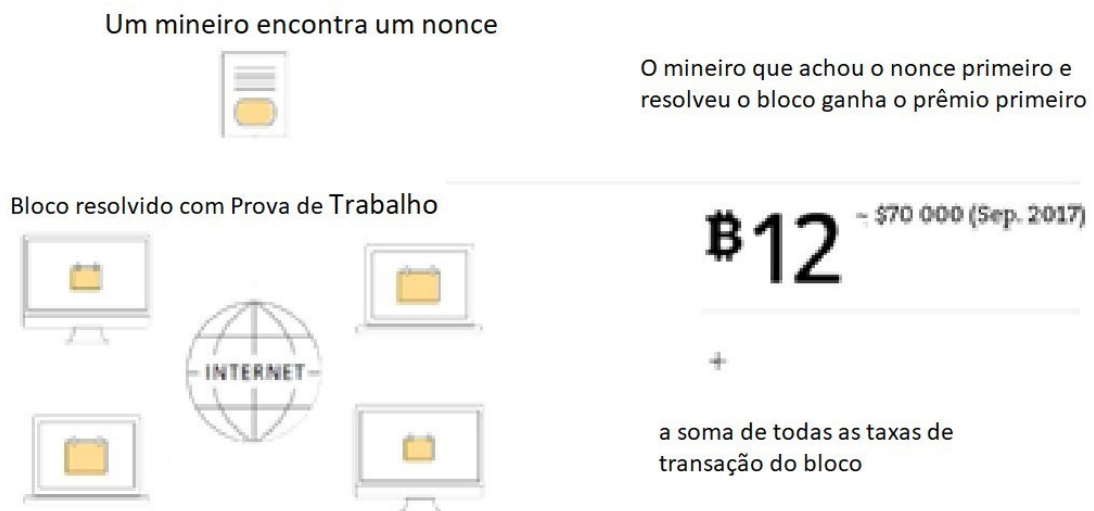 Um mineiro encontra um nonce
O mineiro que achou o nonce primeiro e
resolveu o bloco ganha o prêmio primeiro
Bloco resolvido com Prova de Trabalho
INTERNET
₿12 ~ $70 000 (Sep. 2017)
+
a soma de todas as taxas de
transação do bloco